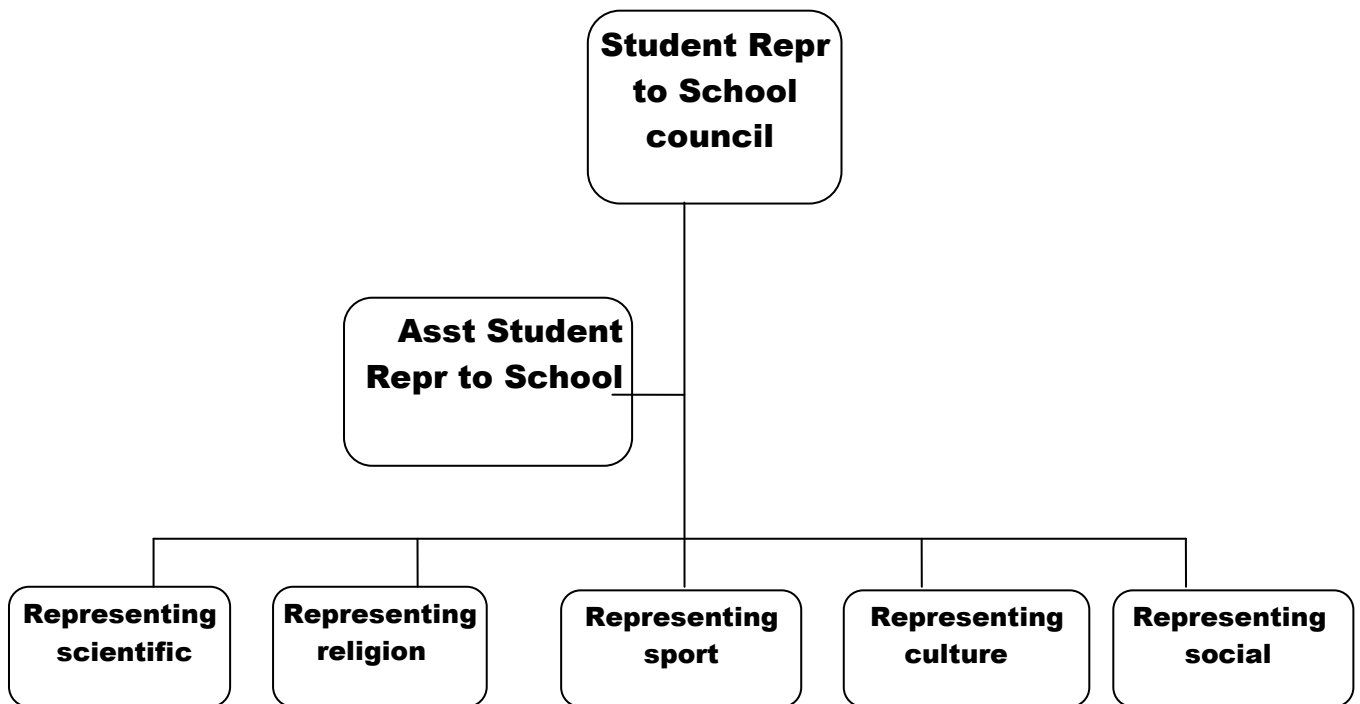 Student Repr
to School
council
Asst Student
Repr to School
Representing
scientific
Representing
religion
Representing
sport
Representing
culture
Representing
social